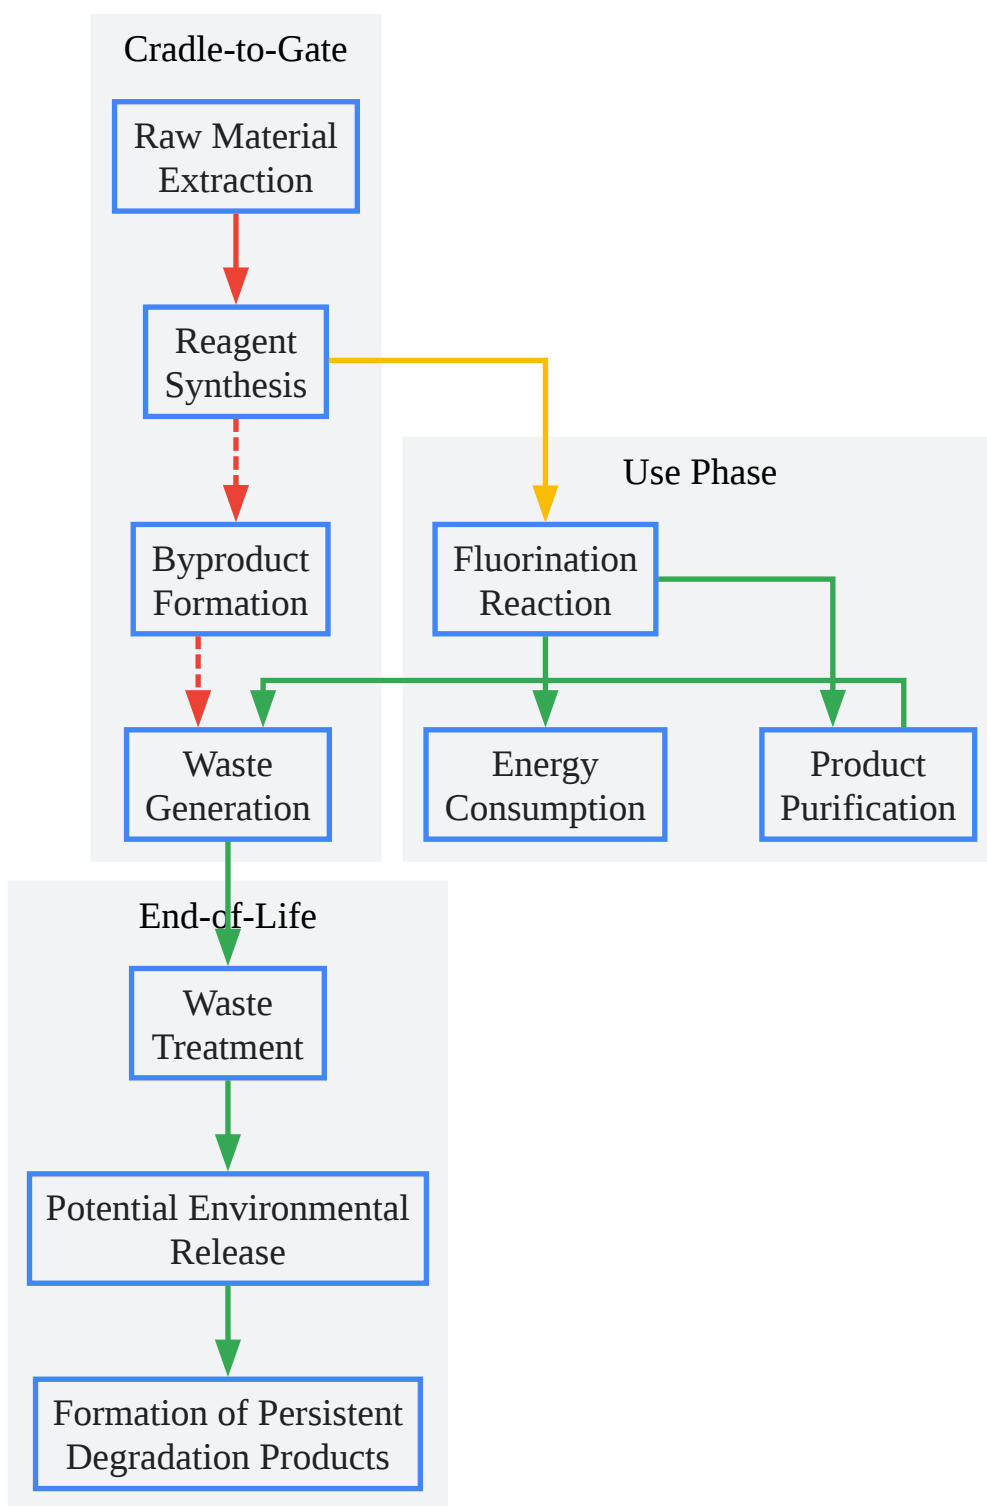 Cradle-to-Gate
Raw Material
Extraction
Reagent
Synthesis
Byproduct
Formation
Waste
Generation
Use Phase
Fluorination
Reaction
Energy
Consumption
Product
Purification
End-of-Life
Waste
Treatment
Potential Environmental
Release
Formation of Persistent
Degradation Products